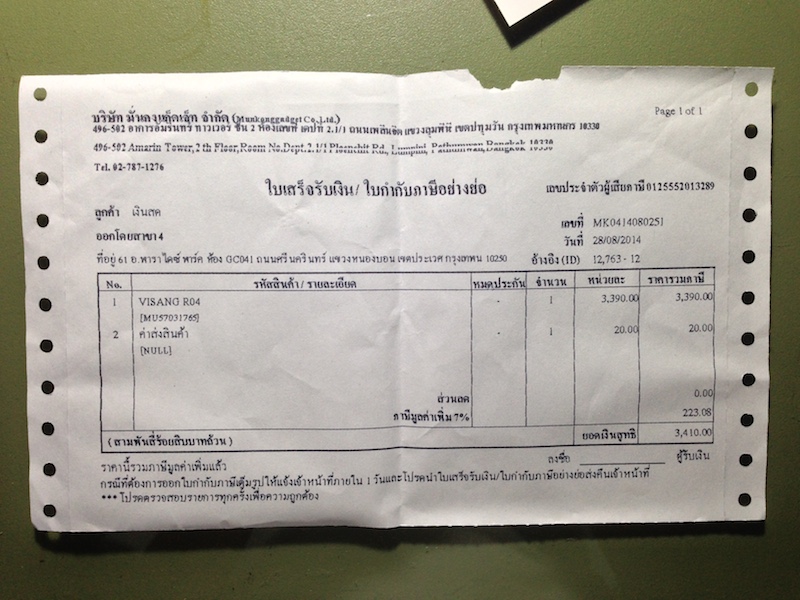 บริษัท มั่นคงแก็ดเจ็ท จำกัด (Munkonggadget Co.,Ltd.)
Page 1 of 1
496-502 อาคารอัมรินทร์ ทาวเวอร์ ชั้น 2 ห้องเลขที่ เดปท์ 2.1/1 ถนนเพลินจิต แขวงลุมพินี เขตปทุมวัน กรุงเทพมหานคร 10330
496-502 Amarin Tower,2 th Floor,Room No.Dept.2.1/1 Ploenchit Rd., Lumpini, Pathumwan,Bangkok 10330
Tel. 02-787-1276
ใบเสร็จรับเงิน/ ใบกำกับภาษีอย่างย่อ
เลขประจำตัวผู้เสียภาษี 0125552013289
ลูกค้า เงินสด
เลขที่ MK0414080251
ออกโดยสาขา 4
วันที่ 28/08/2014
ที่อยู่ 61 อ.พาราไดซ์ พาร์ค ห้อง GC041 ถนนศรีนครินทร์ แขวงหนองบอน เขตประเวศ กรุงเทพฯ 10250
อ้างอิง (ID) 12,763 - 12
No. รหัสสินค้า / รายละเอียด หมดประกัน จำนวน หน่วยละ ราคารวมภาษี
1 VISANG R04 - 1 3,390.00 3,390.00
[MU57031765]
2 ค่าส่งสินค้า - 1 20.00 20.00
[NULL]
ส่วนลด 0.00
ภาษีมูลค่าเพิ่ม 7% 223.08
( สามพันสี่ร้อยสิบบาทถ้วน ) ยอดเงินสุทธิ 3,410.00
ราคานี้รวมภาษีมูลค่าเพิ่มแล้ว
ลงชื่อ ผู้รับเงิน
กรณีที่ต้องการออกใบกำกับภาษีเต็มรูปให้แจ้งเจ้าหน้าที่ภายใน 1 วันและโปรดนำใบเสร็จรับเงิน/ใบกำกับภาษีอย่างย่อส่งคืนเจ้าหน้าที่
*** โปรดตรวจสอบรายการทุกครั้งเพื่อความถูกต้อง